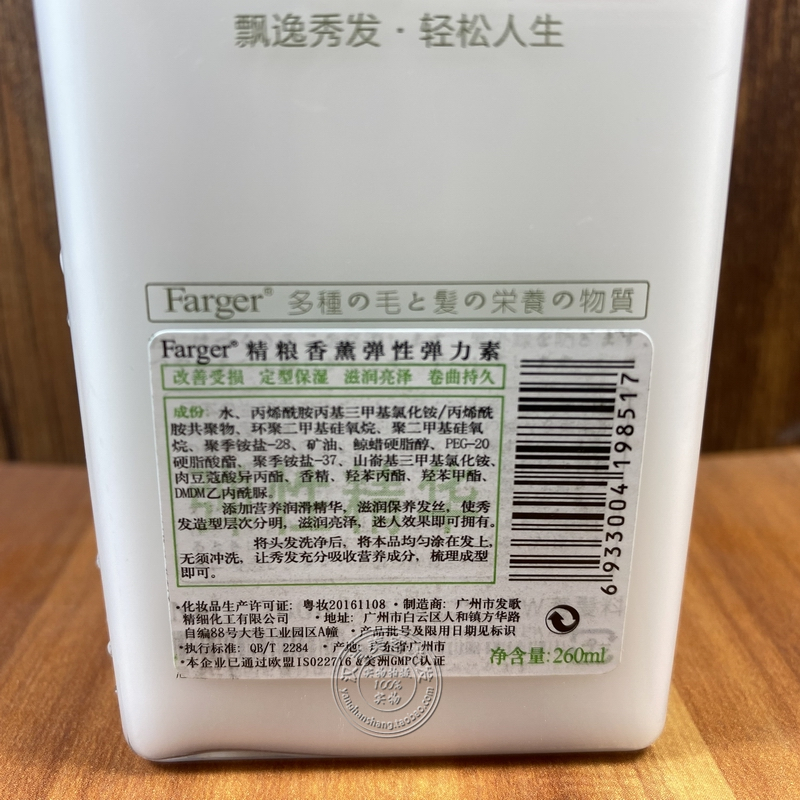 飘逸秀发·轻松人生
Farger® 多種の毛と髪の栄養の物質
Farger® 精粮香薰弹性弹力素
改善受损 定型保湿 滋润亮泽 卷曲持久
成份: 水、丙烯酰胺丙基三甲基氯化铵/丙烯酰
胺共聚物、环聚二甲基硅氧烷、聚二甲基硅氧
烷、聚季铵盐-28、矿油、鲸蜡硬脂醇、PEG-20
硬脂酸酯、聚季铵盐-37、山嵛基三甲基氯化铵、
肉豆蔻酸异丙酯、香精、羟苯丙酯、羟苯甲酯、
DMDM乙内酰脲。
添加营养润滑精华，滋润保养发丝，使秀
发造型层次分明，滋润亮泽，迷人效果即可拥有。
将头发洗净后，将本品均匀涂在发上，
无须冲洗，让秀发充分吸收营养成分，梳理成型
即可。
·化妆品生产许可证: 粤妆20161108 ·制造商: 广州市发歌
精细化工有限公司 ·地址: 广州市白云区人和镇方华路
自编88号大巷工业园区A幢 ·产品批号及限用日期见标识
·执行标准: QB/T 2284 ·产地: 广东省广州市
·本企业已通过欧盟ISO22716&美洲GMPC认证
净含量:260ml
6933004198517
100%
实物
yanshanshang.taobao.com